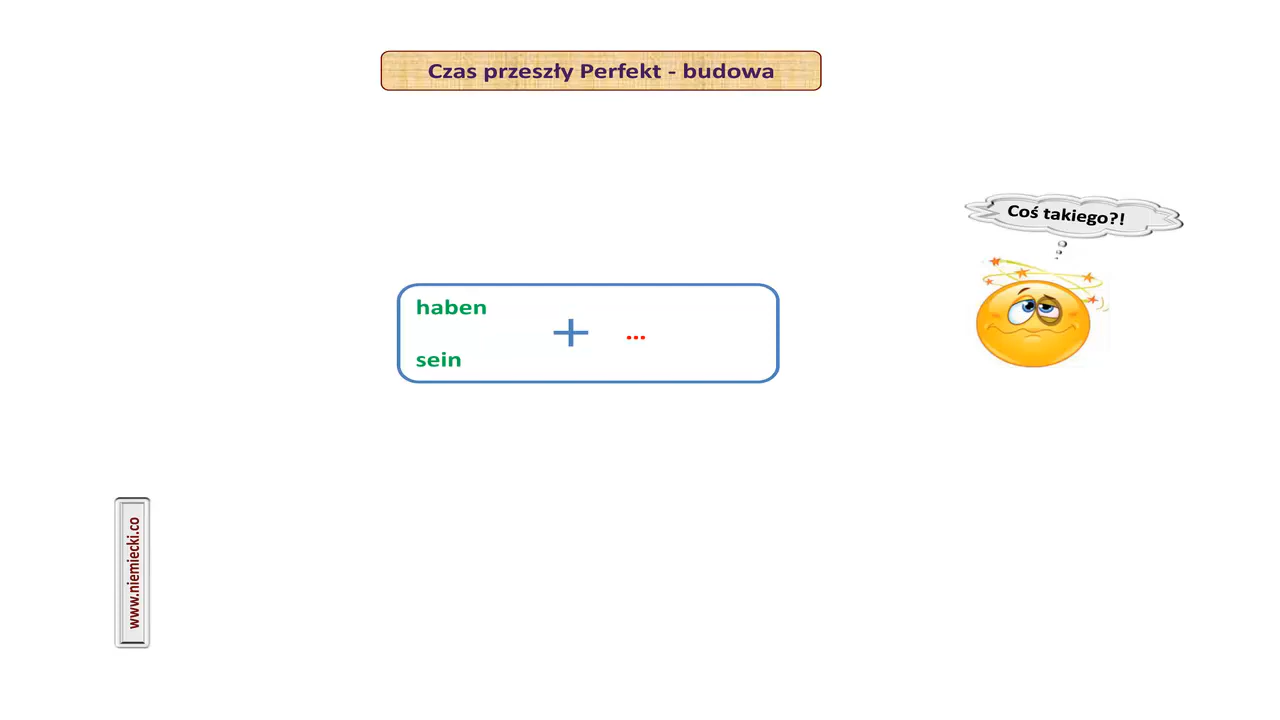 Czas przeszły Perfekt - budowa
Coś takiego?!
haben
+ ...
sein
www.niemiecki.co